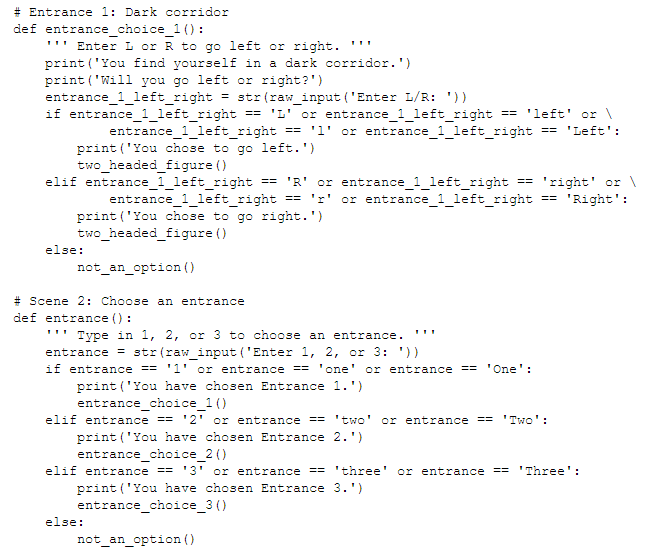 # Entrance 1: Dark corridor
def entrance_choice_1():
    ''' Enter L or R to go left or right. '''
    print('You find yourself in a dark corridor.')
    print('Will you go left or right?')
    entrance_1_left_right = str(raw_input('Enter L/R: '))
    if entrance_1_left_right == 'L' or entrance_1_left_right == 'left' or \
            entrance_1_left_right == 'l' or entrance_1_left_right == 'Left':
        print('You chose to go left.')
        two_headed_figure()
    elif entrance_1_left_right == 'R' or entrance_1_left_right == 'right' or \
            entrance_1_left_right == 'r' or entrance_1_left_right == 'Right':
        print('You chose to go right.')
        two_headed_figure()
    else:
        not_an_option()

# Scene 2: Choose an entrance
def entrance():
    ''' Type in 1, 2, or 3 to choose an entrance. '''
    entrance = str(raw_input('Enter 1, 2, or 3: '))
    if entrance == '1' or entrance == 'one' or entrance == 'One':
        print('You have chosen Entrance 1.')
        entrance_choice_1()
    elif entrance == '2' or entrance == 'two' or entrance == 'Two':
        print('You have chosen Entrance 2.')
        entrance_choice_2()
    elif entrance == '3' or entrance == 'three' or entrance == 'Three':
        print('You have chosen Entrance 3.')
        entrance_choice_3()
    else:
        not_an_option()